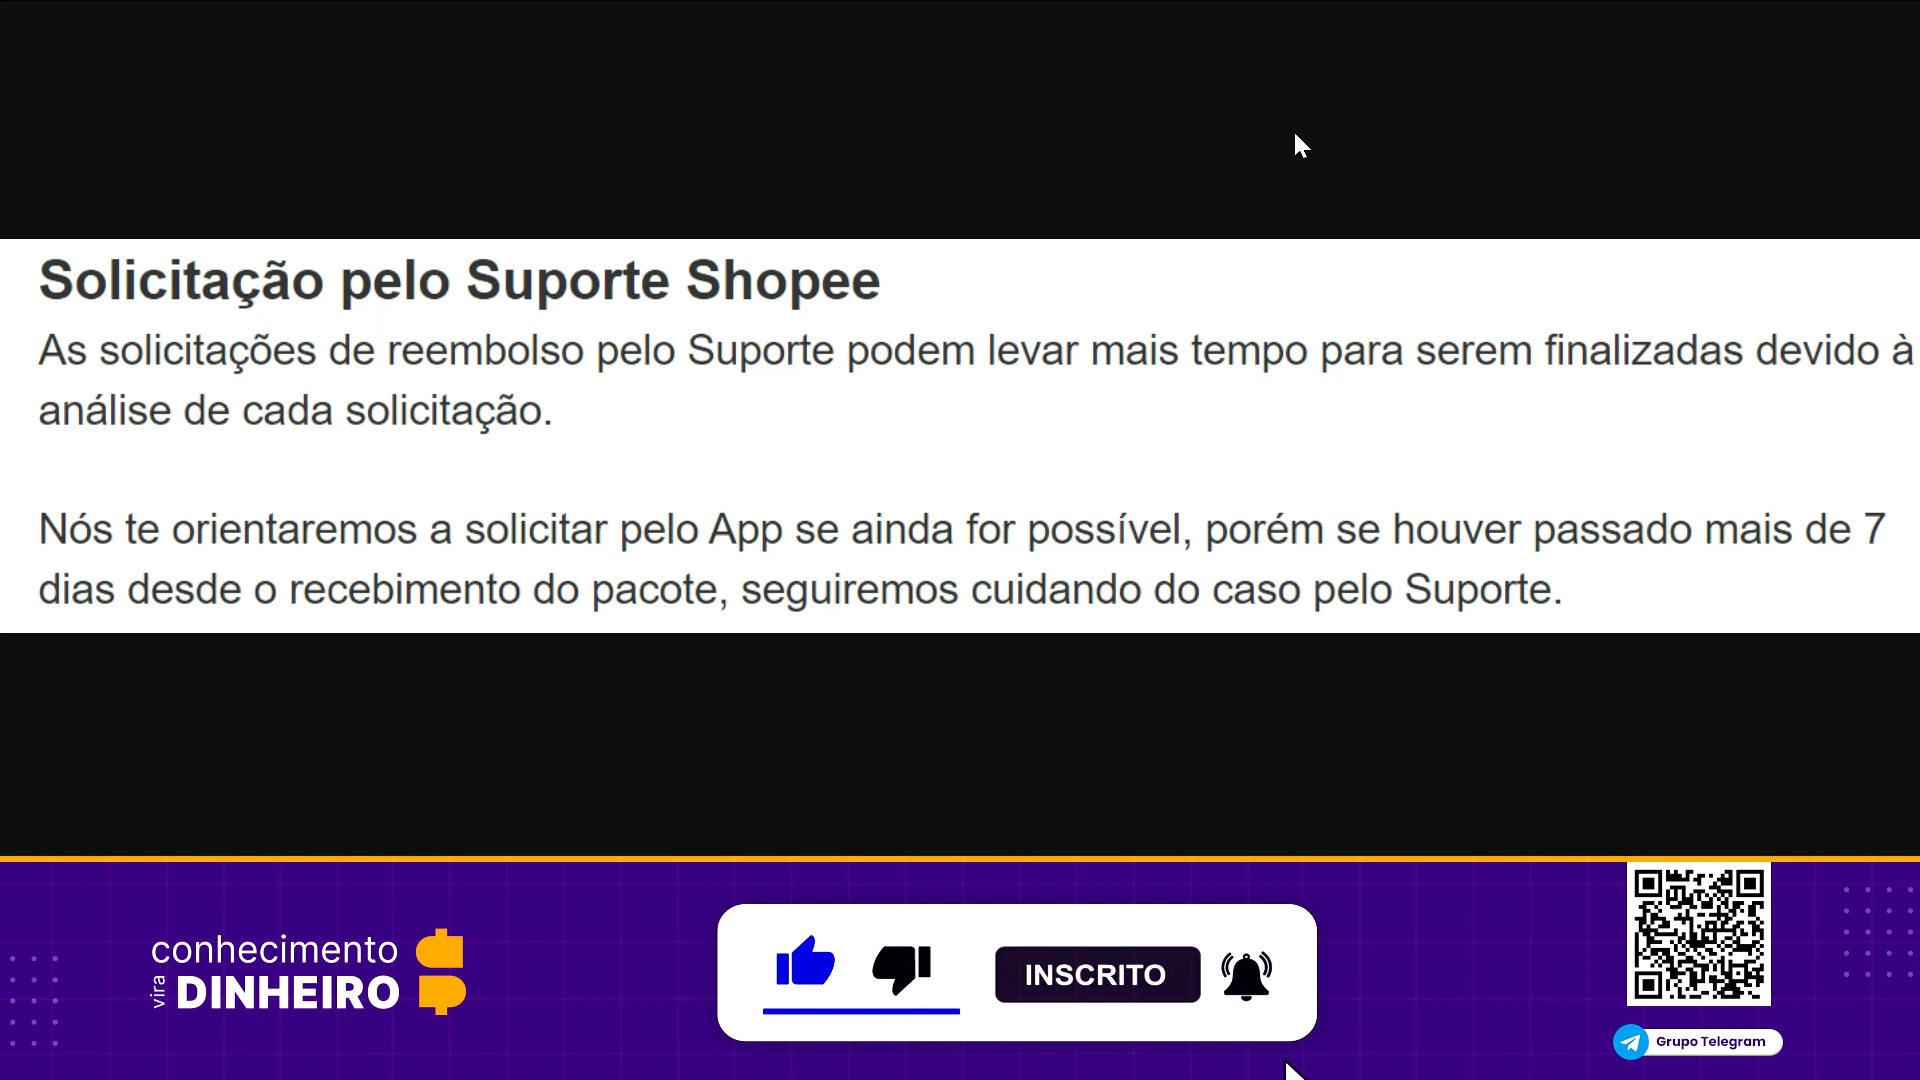 Solicitação pelo Suporte Shopee
As solicitações de reembolso pelo Suporte podem levar mais tempo para serem finalizadas devido à
análise de cada solicitação.
Nós te orientaremos a solicitar pelo App se ainda for possível, porém se houver passado mais de 7
dias desde o recebimento do pacote, seguiremos cuidando do caso pelo Suporte.
conhecimento
vira
DINHEIRO
INSCRITO
Grupo Telegram